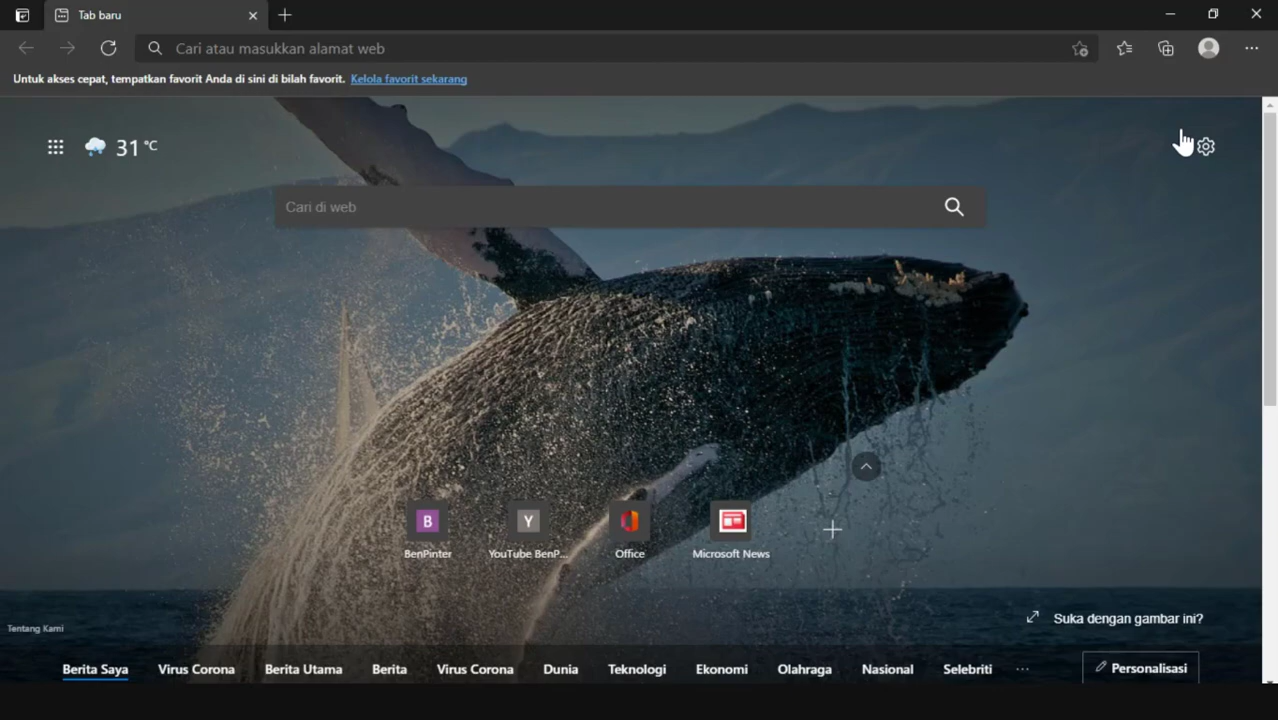 Tab baru
Cari atau masukkan alamat web
Untuk akses cepat, tempatkan favorit Anda di sini di bilah favorit. Kelola favorit sekarang
31 °C
Cari di web
B
Y
BenPinter
YouTube BenP...
Office
Microsoft News
Suka dengan gambar ini?
Tentang Kami
Berita Saya
Virus Corona
Berita Utama
Berita
Virus Corona
Dunia
Teknologi
Ekonomi
Olahraga
Nasional
Selebriti
...
Personalisasi